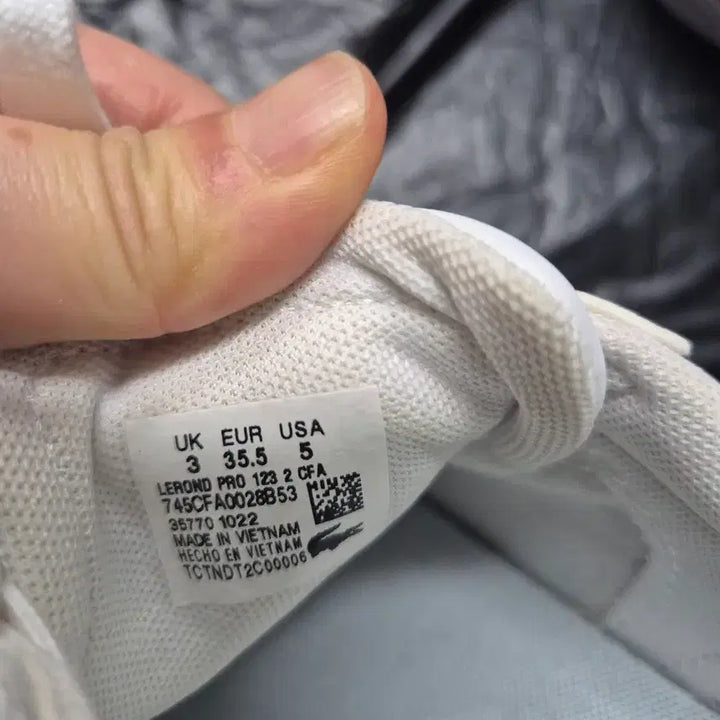 UK EUR USA
3 35.5 5
LEROND PRO 123 2 CFA
745CFA0028B53
35770 1022
MADE IN VIETNAM
HECHO EN VIETNAM
TCTNDT2C00006